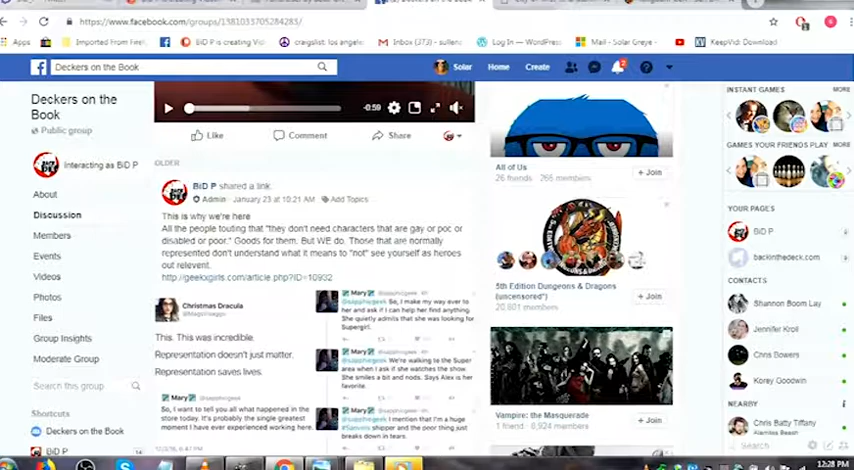 https://www.facebook.com/groups/1381033705284283/
Apps
Imported From Firef
BiD P is creating Vid
craigslist: los angeles
Inbox (373) - sullen
Log In — WordPress
Mail - Solar Greye
KeepVid: Download
Deckers on the Book
Solar
Home
Create
2
Deckers on the
Book
Public group
Interacting as BiD P
About
Discussion
Members
Events
Videos
Photos
Files
Group Insights
Moderate Group
Search this group
Shortcuts
Deckers on the Book
BiD P
14
-0:59
Like
Comment
Share
OLDER
BiD P shared a link.
Admin · January 23 at 10:21 AM · Add Topics
This is why we're here
All the people touting that "they don't need characters that are gay or poc or
disabled or poor." Goods for them. But WE do. Those that are normally
represented don't understand what it means to "not" see yourself as heroes
out relevent.
http://geekxgirls.com/article.php?ID=10932
Christmas Dracula
This. This was incredible.
Representation doesn't just matter.
Representation saves lives.
Mary
So, I want to tell you all what happened in the
store today. It's probably the single greatest
moment I have ever experienced working here.
Mary
@sapphicgeek So, I make my way over to
her and ask if I can help her find anything.
She quietly admits that she was looking for
Supergirl.
Mary
@sapphicgeek We're walking to the Super
area when I ask if she watches the show.
She smiles a bit and nods. Says Alex is her
favorite.
Mary
@sapphicgeek I mention that I'm a huge
#Sanvers shipper and the poor thing just
breaks down in tears.
All of Us
26 friends · 266 members
+ Join
5th Edition Dungeons & Dragons
(uncensored")
20,801 members
+ Join
Vampire: the Masquerade
1 friend · 8,924 members
+ Join
INSTANT GAMES
MORE
GAMES YOUR FRIENDS PLAY
MORE
YOUR PAGES
BiD P
backinthedeck.com
CONTACTS
Shannon Boom Lay
Jennifer Kroll
Chris Bowers
Korey Goodwin
NEARBY
Chris Batty Tiffany
Alamitos Beach
Search
12:28 PM